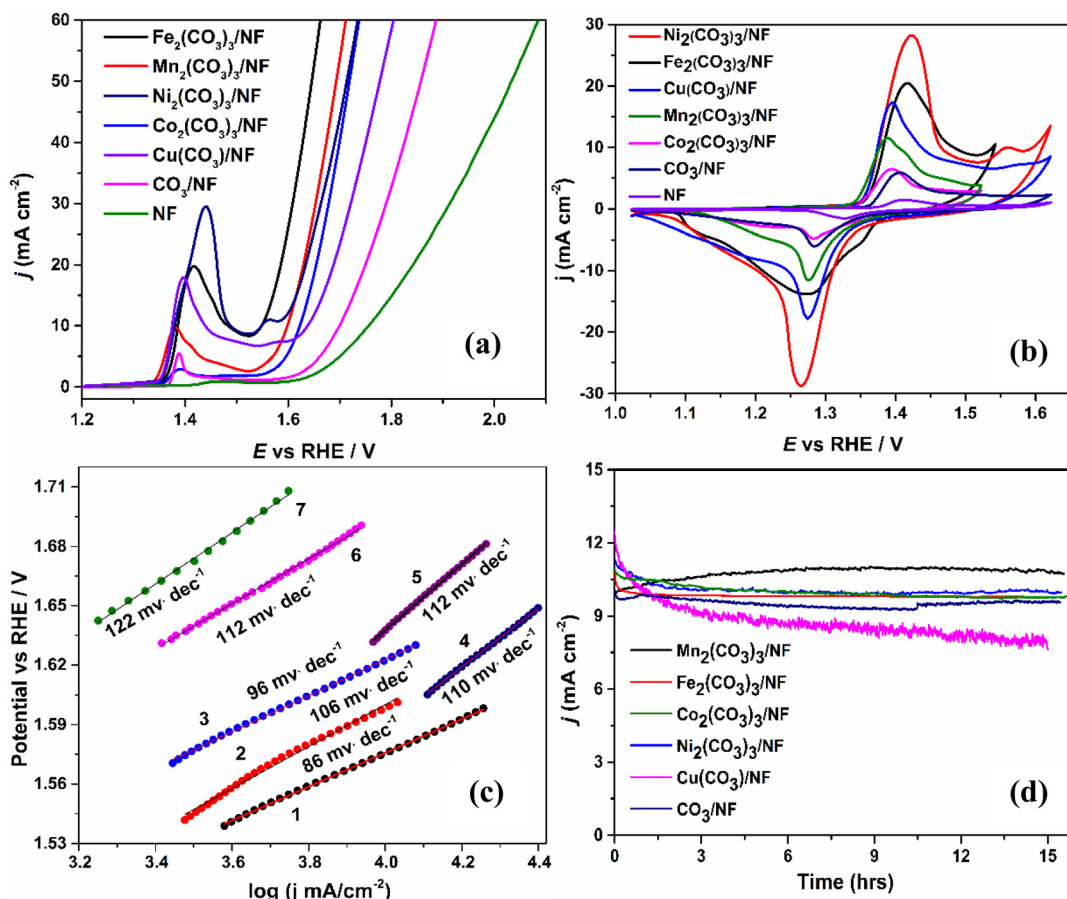 60
50
40
30
20
10
0
j (mA cm⁻²)
Fe₂(CO₃)₃/NF
Mn₂(CO₃)₃/NF
Ni₂(CO₃)₃/NF
Co₂(CO₃)₃/NF
Cu(CO₃)/NF
CO₃/NF
NF
(a)
1.2 1.4 1.6 1.8 2.0
E vs RHE / V
30
20
10
0
-10
-20
-30
j (mA cm⁻²)
Ni₂(CO₃)₃/NF
Fe₂(CO₃)₃/NF
Cu(CO₃)/NF
Mn₂(CO₃)₃/NF
Co₂(CO₃)₃/NF
CO₃/NF
NF
(b)
1.0 1.1 1.2 1.3 1.4 1.5 1.6
E vs RHE / V
1.71
1.68
1.65
1.62
1.59
1.56
1.53
Potential vs RHE / V
7
122 mv· dec⁻¹
6
112 mv· dec⁻¹
5
112 mv· dec⁻¹
4
110 mv· dec⁻¹
3
96 mv· dec⁻¹
2
106 mv· dec⁻¹
86 mv· dec⁻¹
1
(c)
3.2 3.4 3.6 3.8 4.0 4.2 4.4
log (j mA/cm⁻²)
15
12
9
6
3
0
j (mA cm⁻²)
Mn₂(CO₃)₃/NF
Fe₂(CO₃)₃/NF
Co₂(CO₃)₃/NF
Ni₂(CO₃)₃/NF
Cu(CO₃)/NF
CO₃/NF
(d)
0 3 6 9 12 15
Time (hrs)